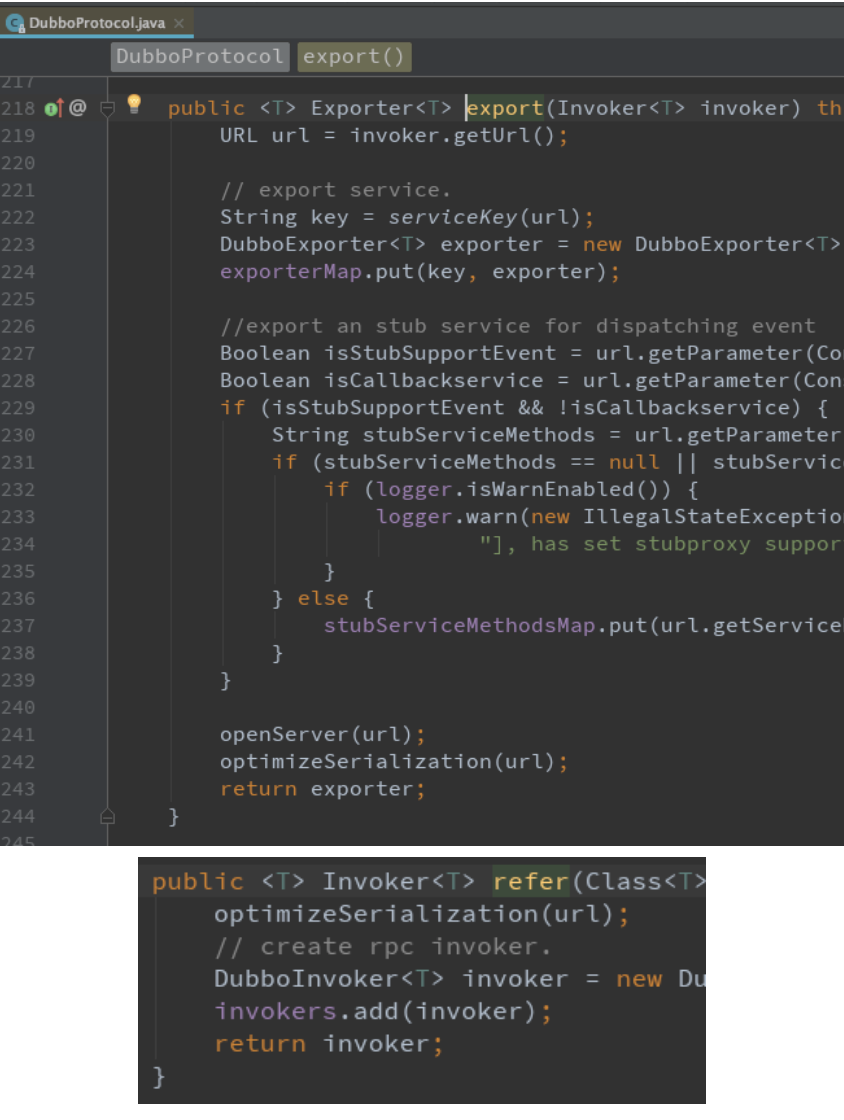 DubboProtocol.java
DubboProtocol export()
217
218 @ public <T> Exporter<T> export(Invoker<T> invoker) th
219 URL url = invoker.getUrl();
220
221 // export service.
222 String key = serviceKey(url);
223 DubboExporter<T> exporter = new DubboExporter<T>
224 exporterMap.put(key, exporter);
225
226 //export an stub service for dispatching event
227 Boolean isStubSupportEvent = url.getParameter(Co
228 Boolean isCallbackservice = url.getParameter(Con
229 if (isStubSupportEvent && !isCallbackservice) {
230 String stubServiceMethods = url.getParameter
231 if (stubServiceMethods == null || stubServic
232 if (logger.isWarnEnabled()) {
233 logger.warn(new IllegalStateExceptio
234 "], has set stubproxy suppor
235 }
236 } else {
237 stubServiceMethodsMap.put(url.getService
238 }
239 }
240
241 openServer(url);
242 optimizeSerialization(url);
243 return exporter;
244 }
245
public <T> Invoker<T> refer(Class<T>
optimizeSerialization(url);
// create rpc invoker.
DubboInvoker<T> invoker = new Du
invokers.add(invoker);
return invoker;
}